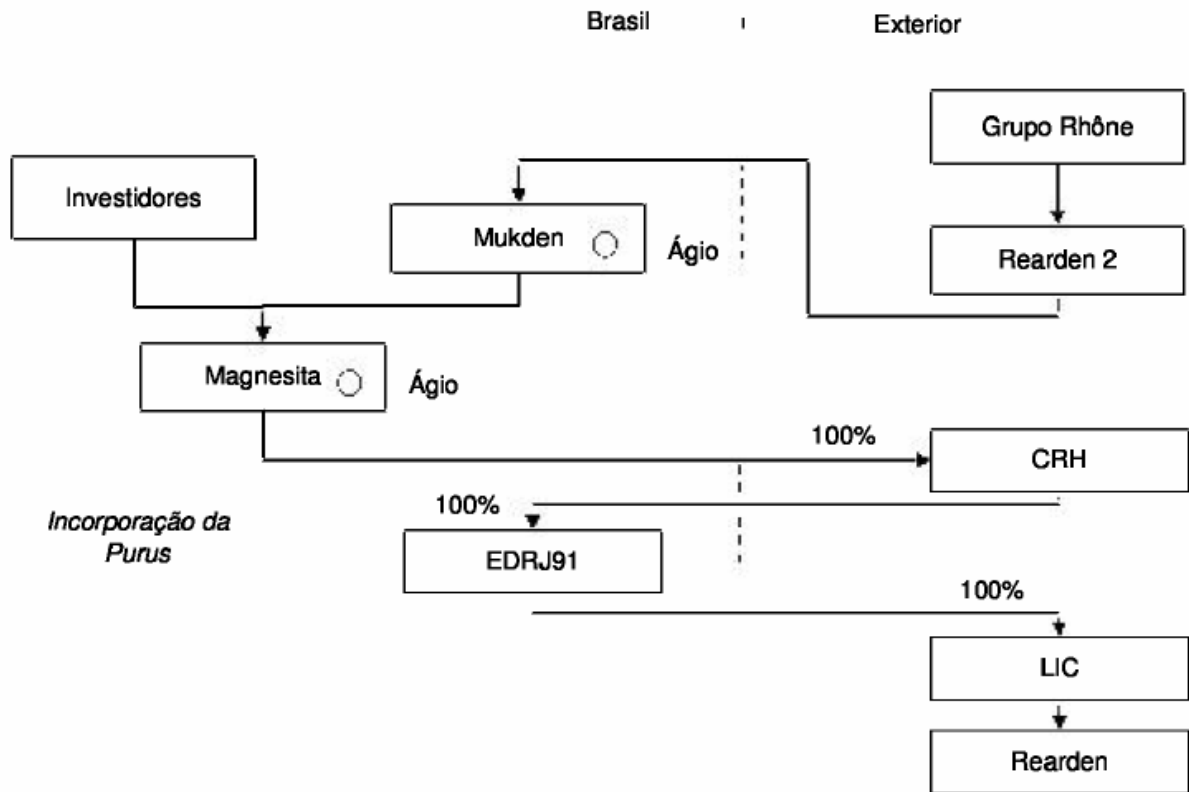 Brasil
Exterior
Grupo Rhône
Investidores
Mukden
Ágio
Rearden 2
Magnesita
Ágio
100%
CRH
Incorporação da
Purus
100%
EDRJ91
100%
LIC
Rearden